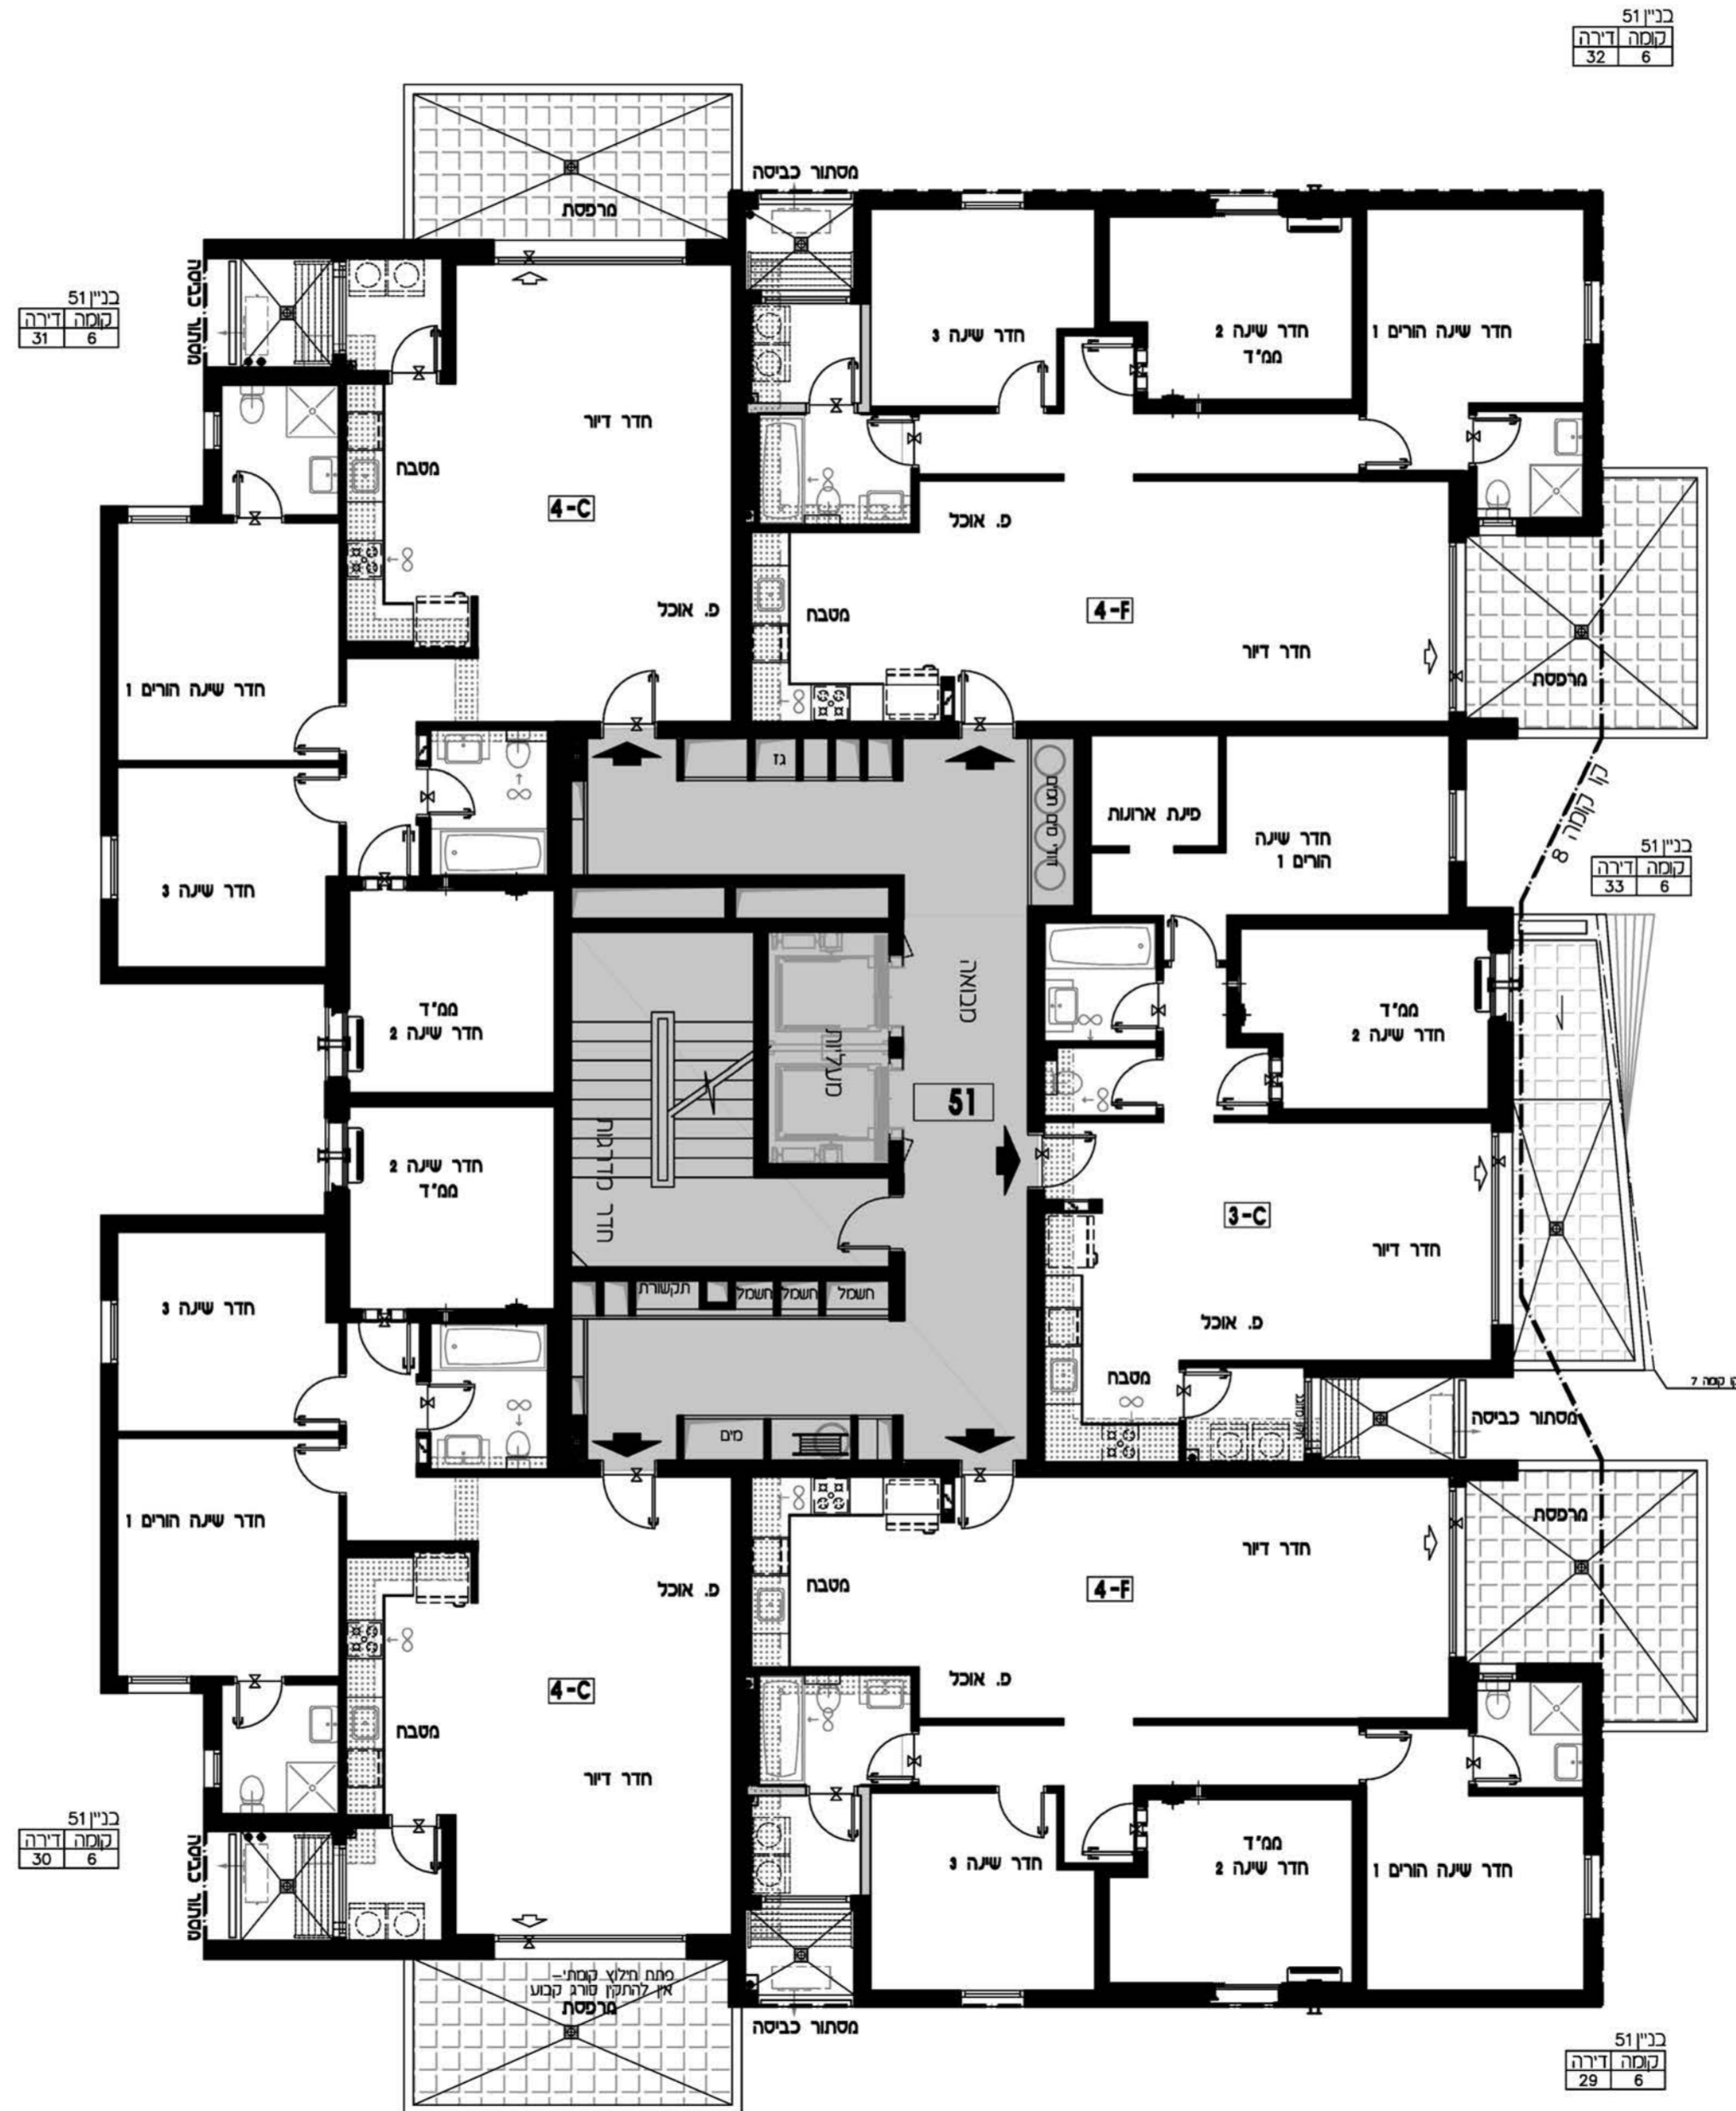 בניין 51
קומה דירה
6 32
מסתור כביסה
מרפסת
מסתור כביסה
בניין 51
קומה דירה
6 31
חדר שינה 3
חדר שינה 2
ממ"ד
חדר שינה הורים 1
חדר דיור
מטבח
4-C
פ. אוכל
פ. אוכל
4-F
מטבח
חדר דיור
מרפסת
חדר שינה הורים 1
גז
דודי מים חמים
פינת ארונות
חדר שינה
הורים 1
קו קומה 8
בניין 51
קומה דירה
6 33
חדר שינה 3
ממ"ד
חדר שינה 2
מבואה
מעליות
ממ"ד
חדר שינה 2
51
חדר מדרגות
חדר שינה 2
ממ"ד
3-C
חדר דיור
פ. אוכל
חדר שינה 3
תקשורת
חשמל
חשמל
חשמל
מטבח
קו קומה 7
מסתור כביסה
מים
חדר שינה הורים 1
מרפסת
חדר דיור
פ. אוכל
מטבח
4-F
4-C
פ. אוכל
מטבח
חדר דיור
בניין 51
קומה דירה
6 30
מסתור כביסה
חדר שינה 3
ממ"ד
חדר שינה 2
חדר שינה הורים 1
פתח חילוץ קומתי-
אין להתקין סורג קבוע
מרפסת
מסתור כביסה
בניין 51
קומה דירה
6 29